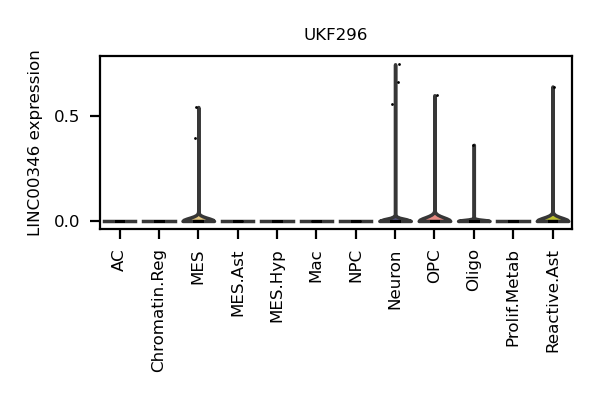 UKF296
LINC00346 expression
0.5
0.0
AC
Chromatin.Reg
MES
MES.Ast
MES.Hyp
Mac
NPC
Neuron
OPC
Oligo
Prolif.Metab
Reactive.Ast